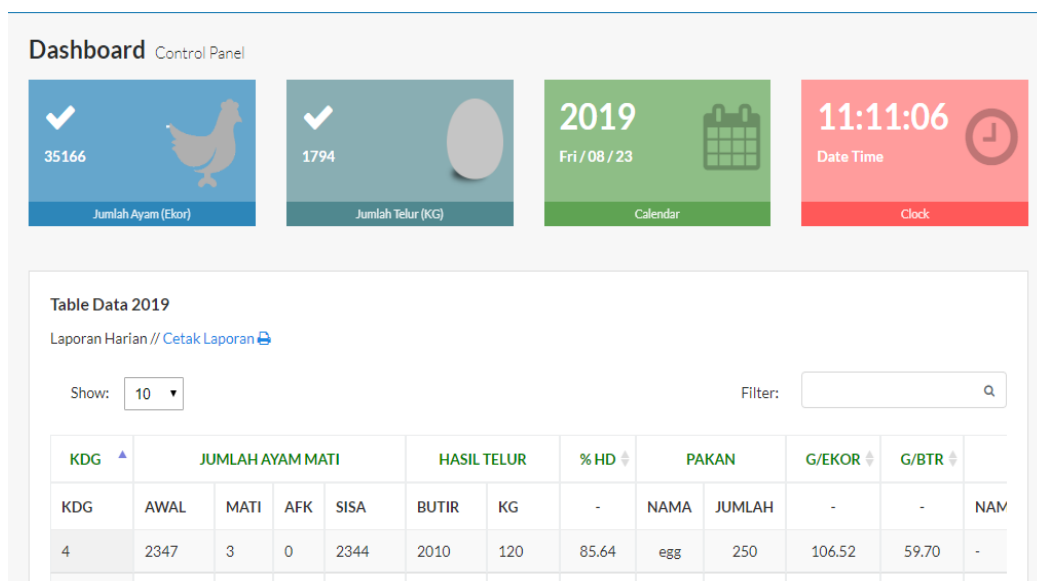 Dashboard Control Panel
35166
Jumlah Ayam (Ekor)
1794
Jumlah Telur (KG)
2019
Fri / 08 / 23
Calendar
11:11:06
Date Time
Clock
Table Data 2019
Laporan Harian // Cetak Laporan
Show: 10 Filter:
KDG JUMLAH AYAM MATI HASIL TELUR % HD PAKAN G/EKOR G/BTR
KDG AWAL MATI AFK SISA BUTIR KG - NAMA JUMLAH - - NAM
4 2347 3 0 2344 2010 120 85.64 egg 250 106.52 59.70 -